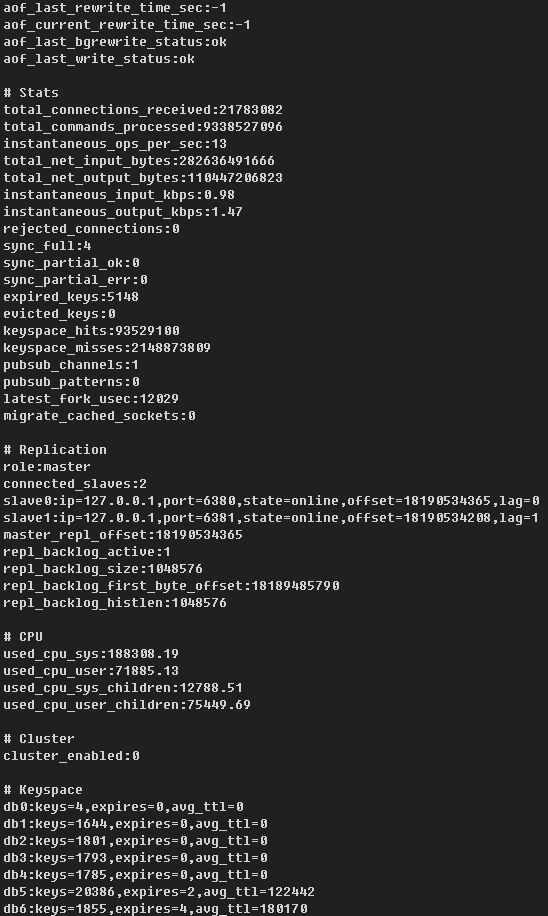 aof_last_rewrite_time_sec:-1
aof_current_rewrite_time_sec:-1
aof_last_bgrewrite_status:ok
aof_last_write_status:ok
# Stats
total_connections_received:21783082
total_commands_processed:9338527096
instantaneous_ops_per_sec:13
total_net_input_bytes:282636491666
total_net_output_bytes:110447206823
instantaneous_input_kbps:0.98
instantaneous_output_kbps:1.47
rejected_connections:0
sync_full:4
sync_partial_ok:0
sync_partial_err:0
expired_keys:5148
evicted_keys:0
keyspace_hits:93529100
keyspace_misses:2148873809
pubsub_channels:1
pubsub_patterns:0
latest_fork_usec:12029
migrate_cached_sockets:0
# Replication
role:master
connected_slaves:2
slave0:ip=127.0.0.1,port=6380,state=online,offset=18190534365,lag=0
slave1:ip=127.0.0.1,port=6381,state=online,offset=18190534208,lag=1
master_repl_offset:18190534365
repl_backlog_active:1
repl_backlog_size:1048576
repl_backlog_first_byte_offset:18189485790
repl_backlog_histlen:1048576
# CPU
used_cpu_sys:188308.19
used_cpu_user:71885.13
used_cpu_sys_children:12788.51
used_cpu_user_children:75449.69
# Cluster
cluster_enabled:0
# Keyspace
db0:keys=4,expires=0,avg_ttl=0
db1:keys=1644,expires=0,avg_ttl=0
db2:keys=1801,expires=0,avg_ttl=0
db3:keys=1793,expires=0,avg_ttl=0
db4:keys=1785,expires=0,avg_ttl=0
db5:keys=20386,expires=2,avg_ttl=122442
db6:keys=1855,expires=4,avg_ttl=180170